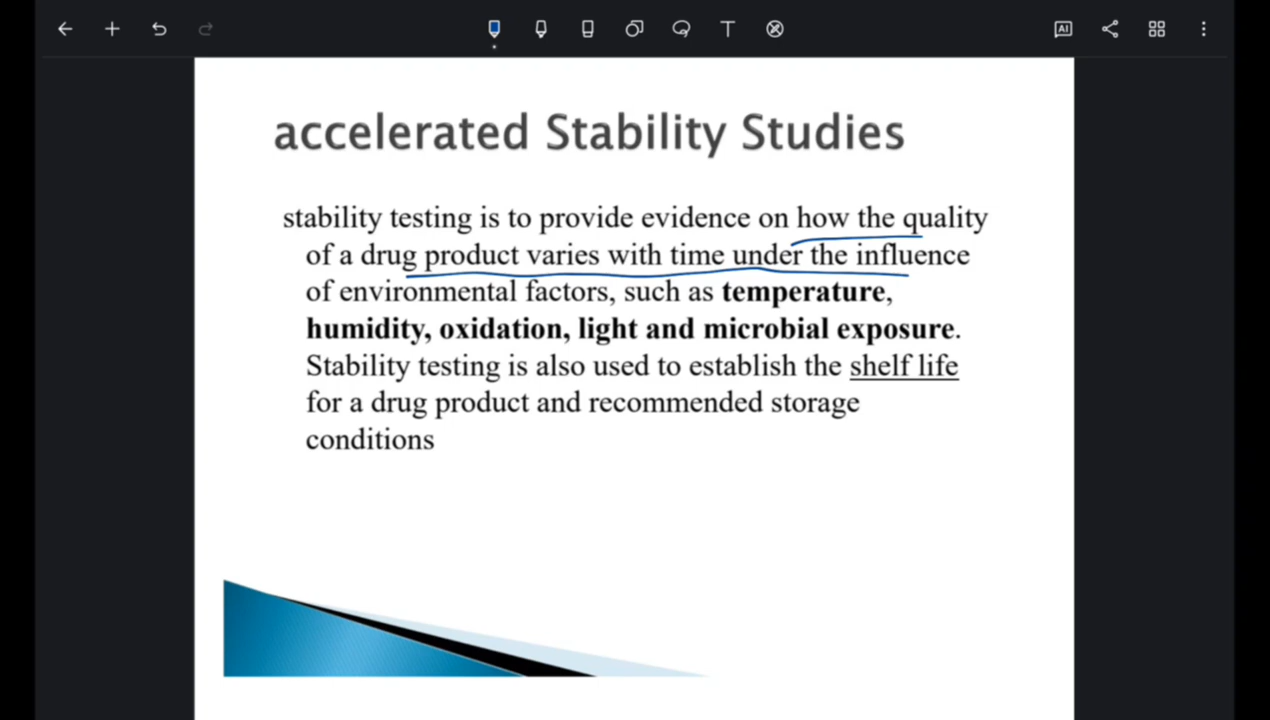 AI
accelerated Stability Studies
stability testing is to provide evidence on how the quality
of a drug product varies with time under the influence
of environmental factors, such as temperature,
humidity, oxidation, light and microbial exposure.
Stability testing is also used to establish the shelf life
for a drug product and recommended storage
conditions